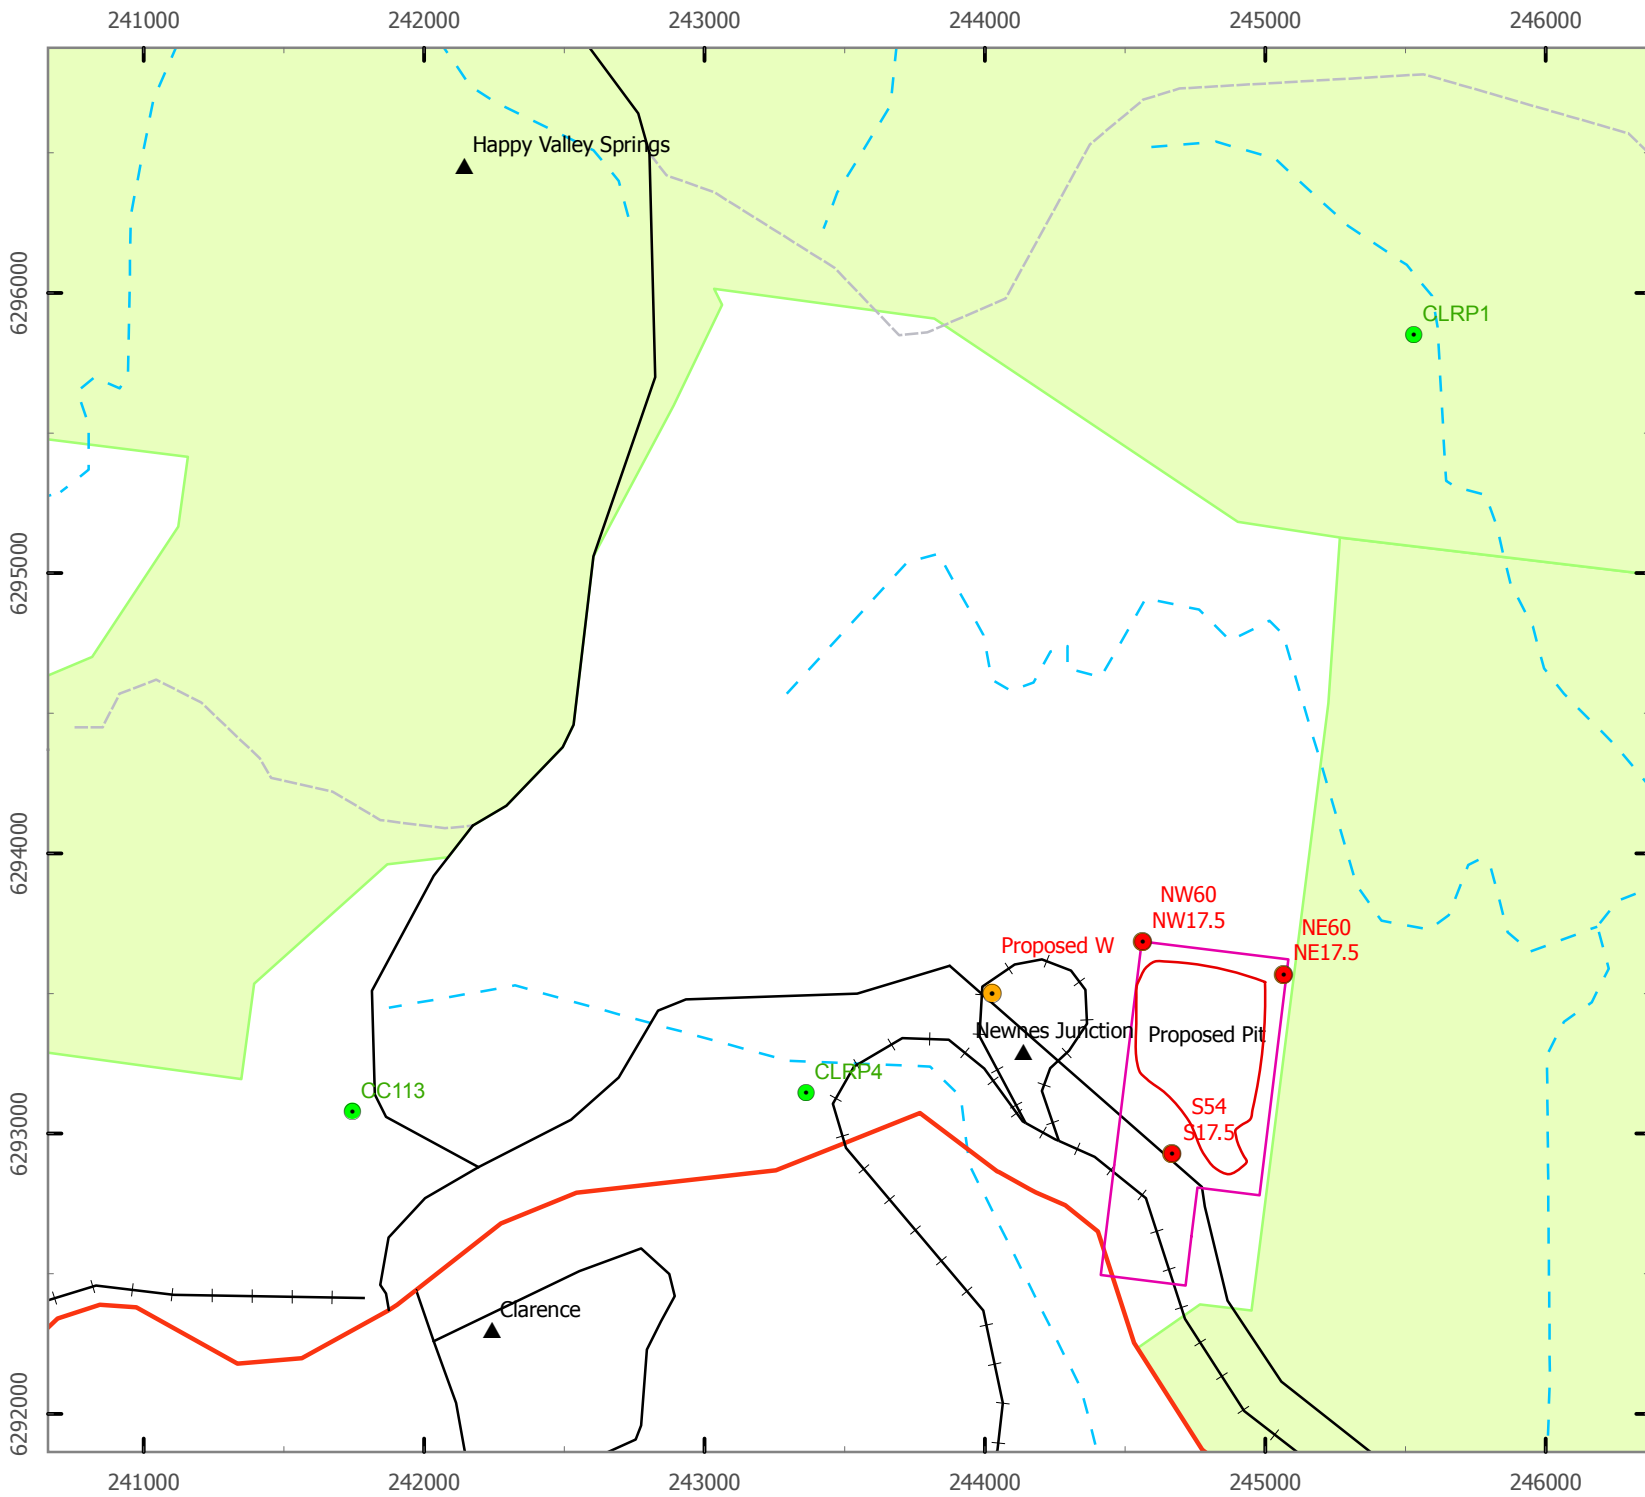 241000
242000
243000
244000
245000
246000
Happy Valley Springs
6296000
CLRP1
6295000
6294000
NW60
NW17.5
NE60
NE17.5
Proposed W
Newnes Junction
Proposed Pit
CLRP4
CC113
S54
S17.5
6293000
Clarence
6292000
241000
242000
243000
244000
245000
246000